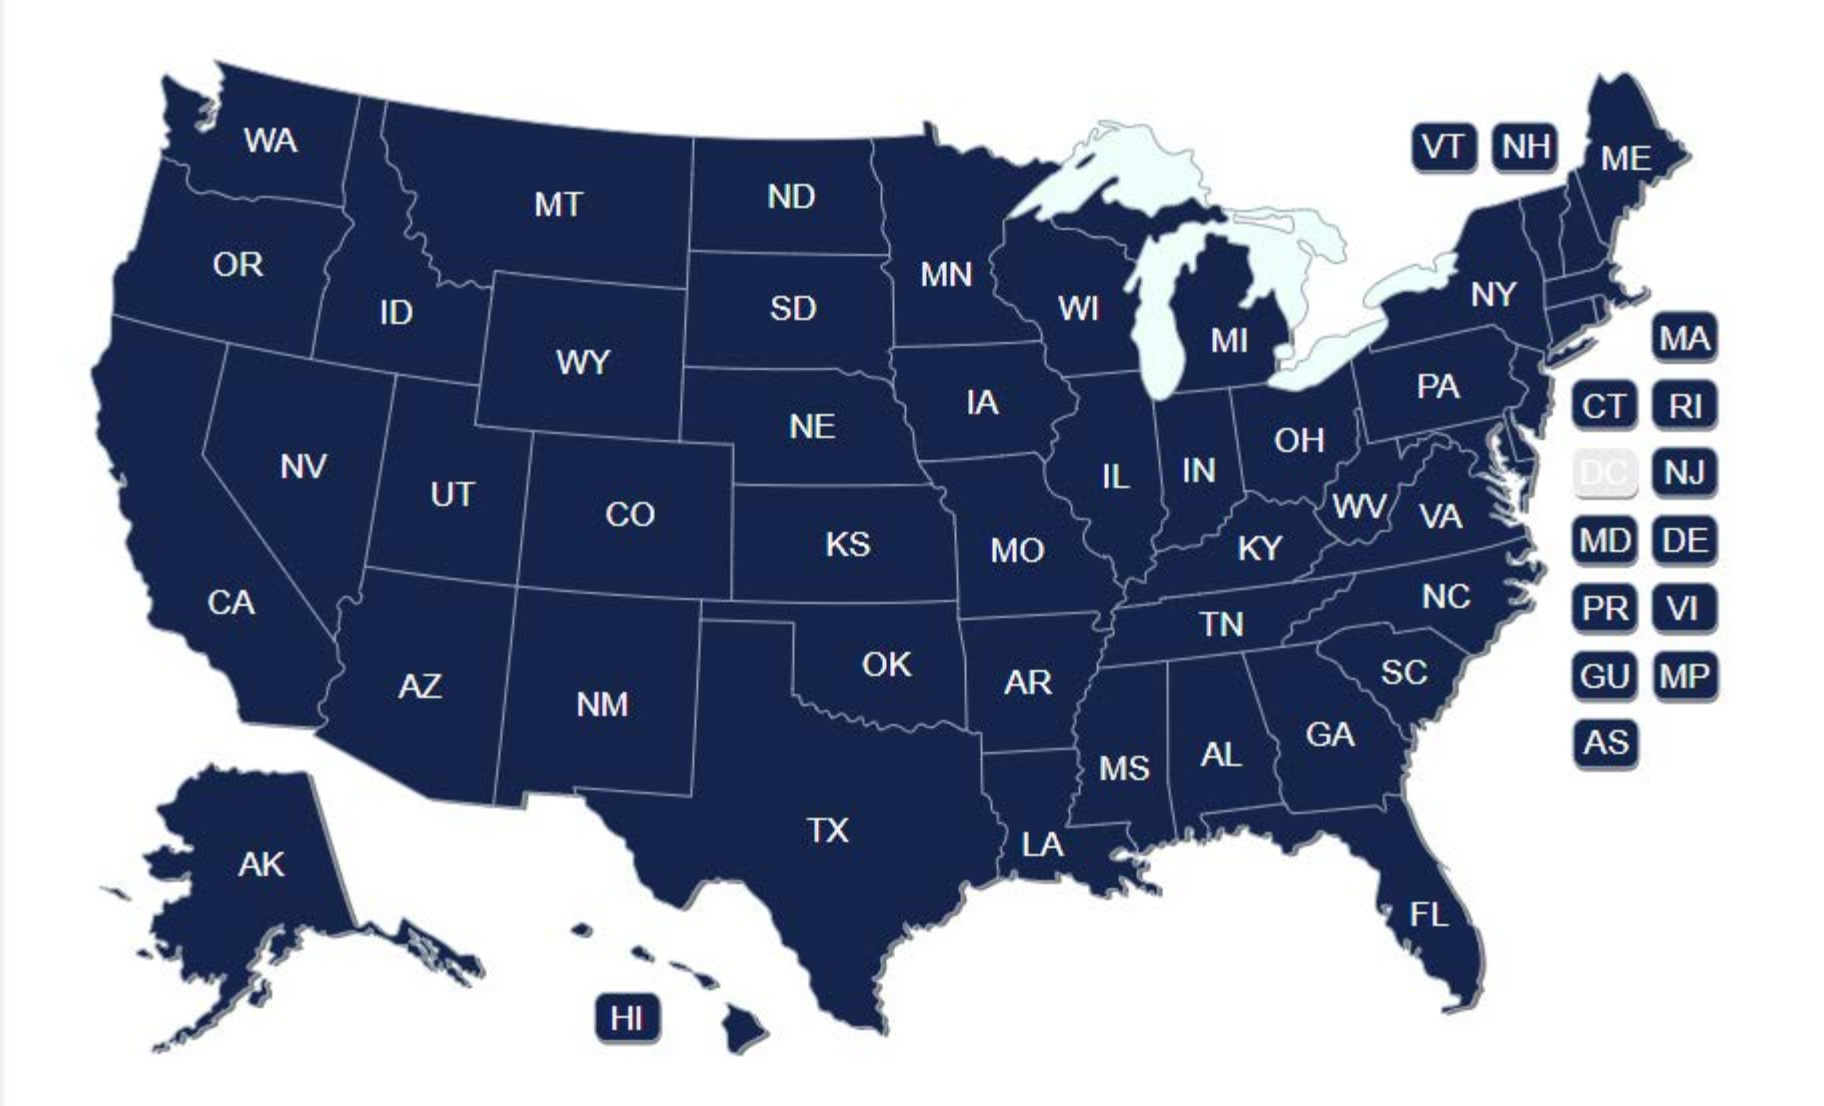 WA
VT NH
ME
MT
ND
OR
MN
ID
SD
WI
NY
MI
MA
WY
PA
IA
CT RI
NE
OH
NV
IL
IN
DC NJ
UT
CO
WV
VA
KS
MO
KY
MD DE
CA
TN
NC
PR VI
OK
AZ
AR
SC
GU MP
NM
GA
AS
MS
AL
TX
LA
AK
FL
HI